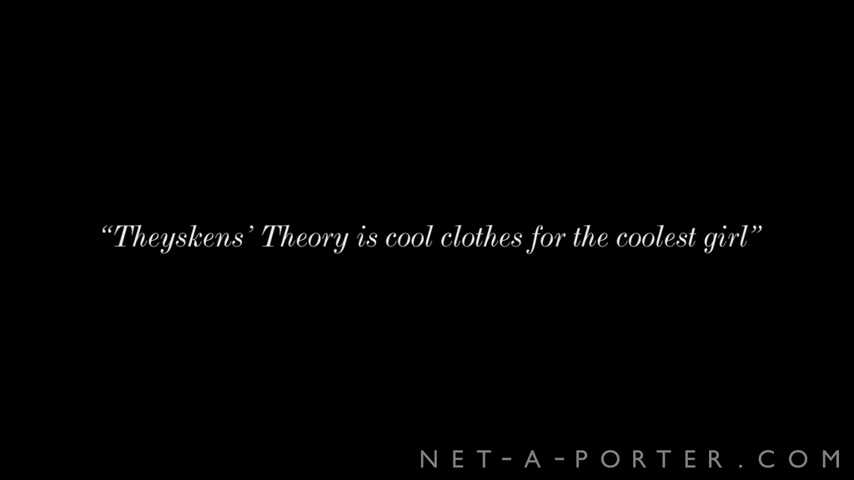 “Theyskens’ Theory is cool clothes for the coolest girl”
NET-A-PORTER.COM